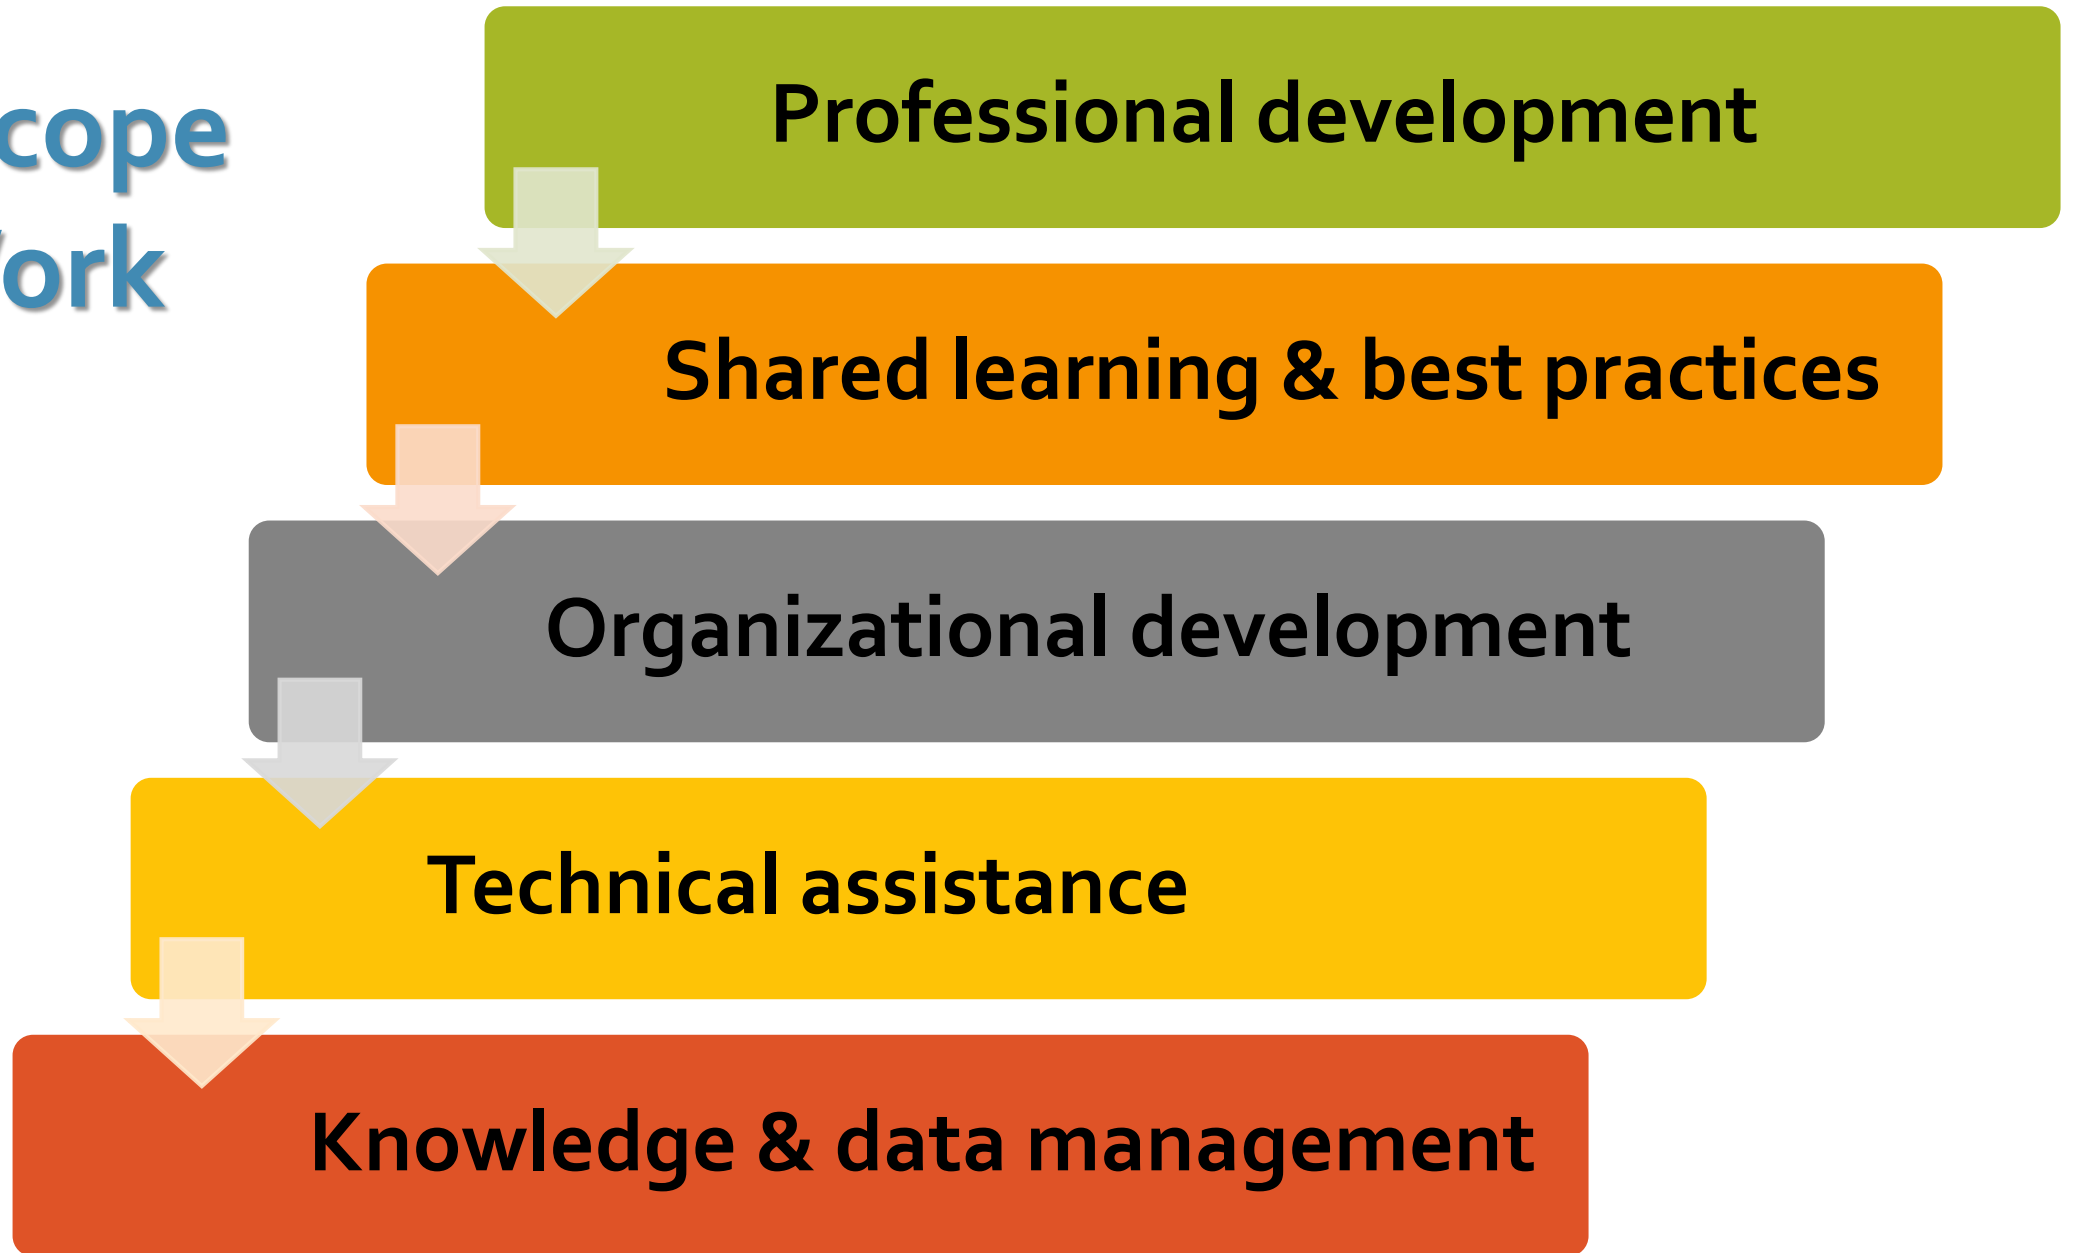 cope
ork
Professional development
Shared learning & best practices
Organizational development
Technical assistance
Knowledge & data management